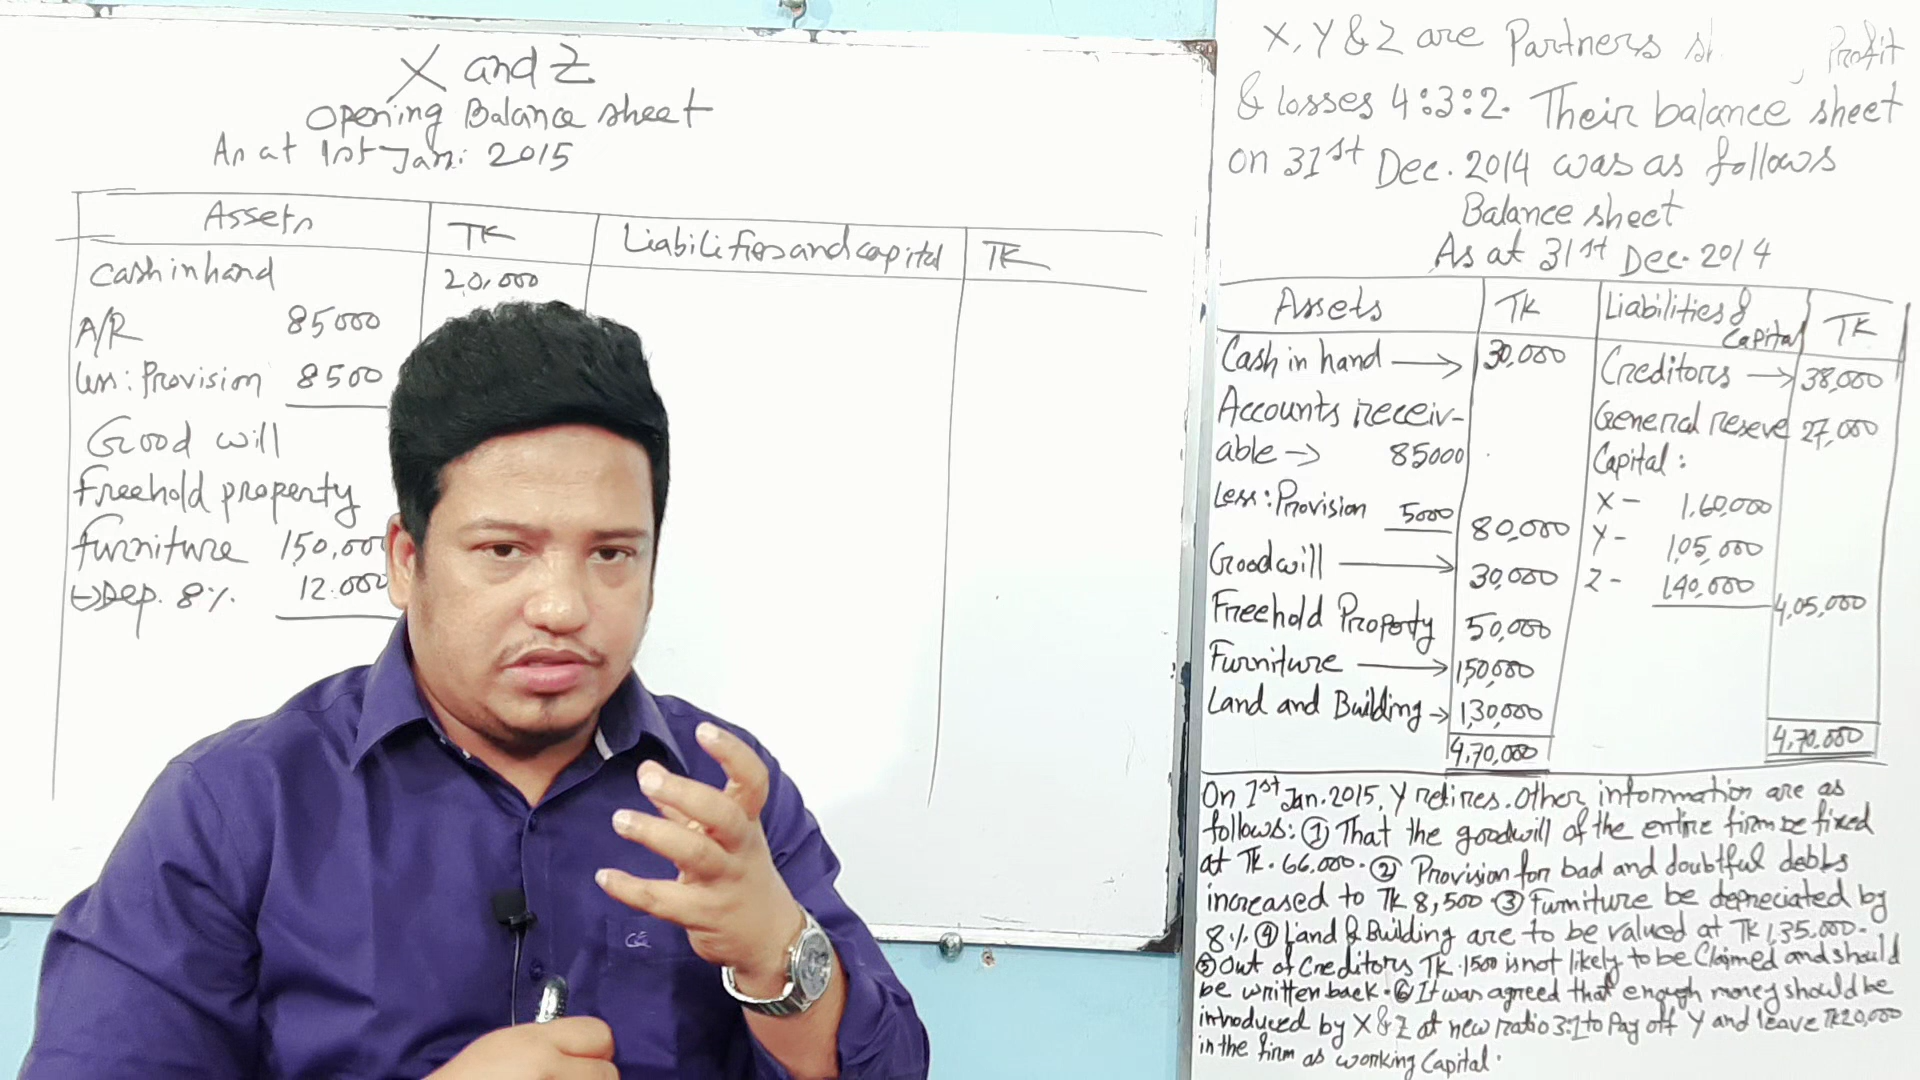 X and Z
Opening Balance sheet
As at 1st Jan: 2015
Assets TK Liabilities and capital TK
Cash in hand 20,000
A/R 85000
Less: Provision 8500
Good will
Freehold property
Furniture 150,000
(-) Dep. 8% 12.000
X, Y & Z are Partners Profit
& losses 4:3:2. Their balance sheet
on 31st Dec. 2014 was as follows
Balance sheet
As at 31st Dec. 2014
Assets TK Liabilities & Capital TK
Cash in hand → 30,000 Creditors → 38,000
Accounts receiv- General reseve 27,000
able → 85000 Capital:
Less: Provision 5000 80,000 X - 1,60,000
Goodwill → 30,000 Y - 1,05,000
Freehold Property 50,000 Z - 1,40,000 4,05,000
Furniture → 1,50,000
Land and Building → 1,30,000
4,70,000 4,70,000
On 1st Jan. 2015, Y retires. Other information are as
follows: ① That the goodwill of the entire firm be fixed
at TK. 66,000. ② Provision for bad and doubtful debts
increased to TK 8,500 ③ Furniture be depreciated by
8% ④ Land & Building are to be valued at TK 1,35,000.
⑤ Out of Creditors TK. 1500 is not likely to be Claimed and should
be written back. ⑥ It was agreed that enough money should be
introduced by X & Z at new ratio 3:1 to Pay off Y and leave TK 20,000
in the firm as working Capital.